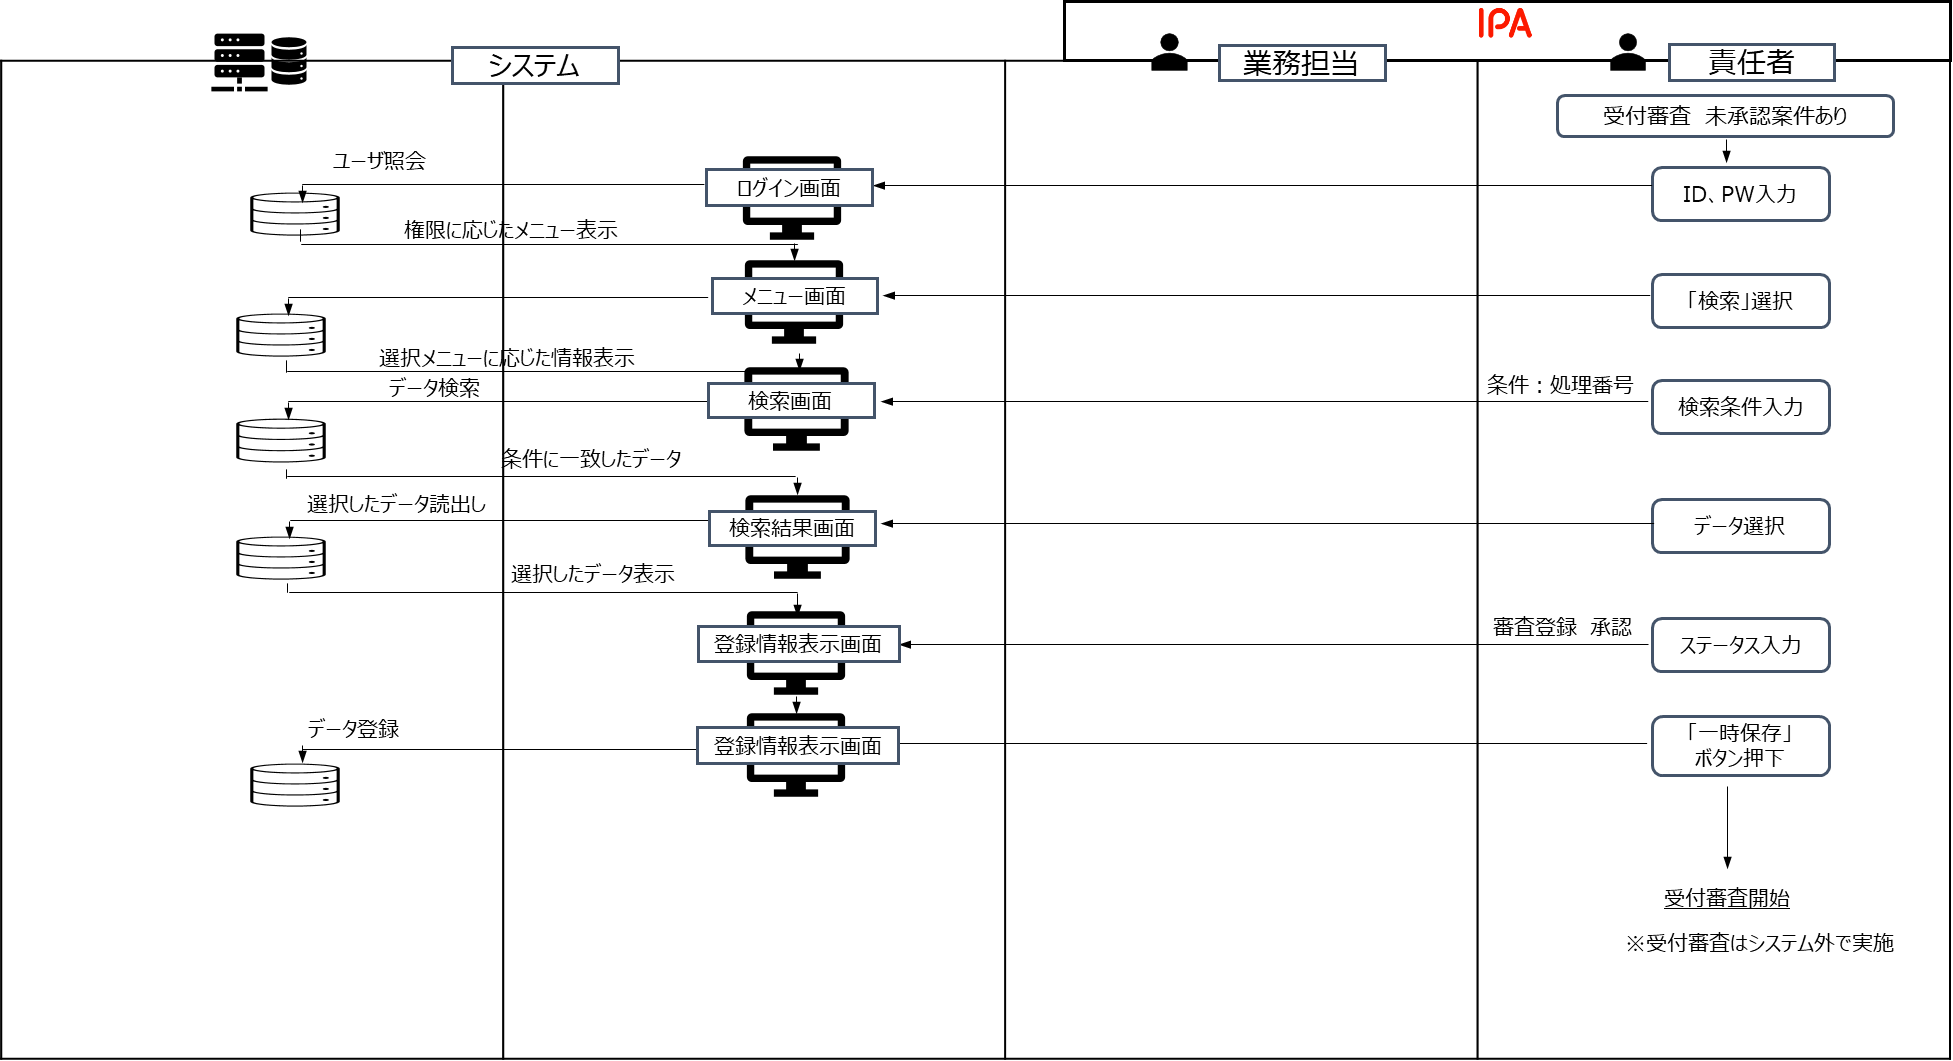 IPA
システム
業務担当
責任者
受付審査　未承認案件あり
ユーザ照会
ログイン画面
ID、PW入力
権限に応じたメニュー表示
メニュー画面
「検索」選択
選択メニューに応じた情報表示
データ検索
検索画面
条件：処理番号
検索条件入力
条件に一致したデータ
選択したデータ読出し
検索結果画面
データ選択
選択したデータ表示
登録情報表示画面
審査登録　承認
ステータス入力
データ登録
登録情報表示画面
「一時保存」
ボタン押下
受付審査開始
※受付審査はシステム外で実施